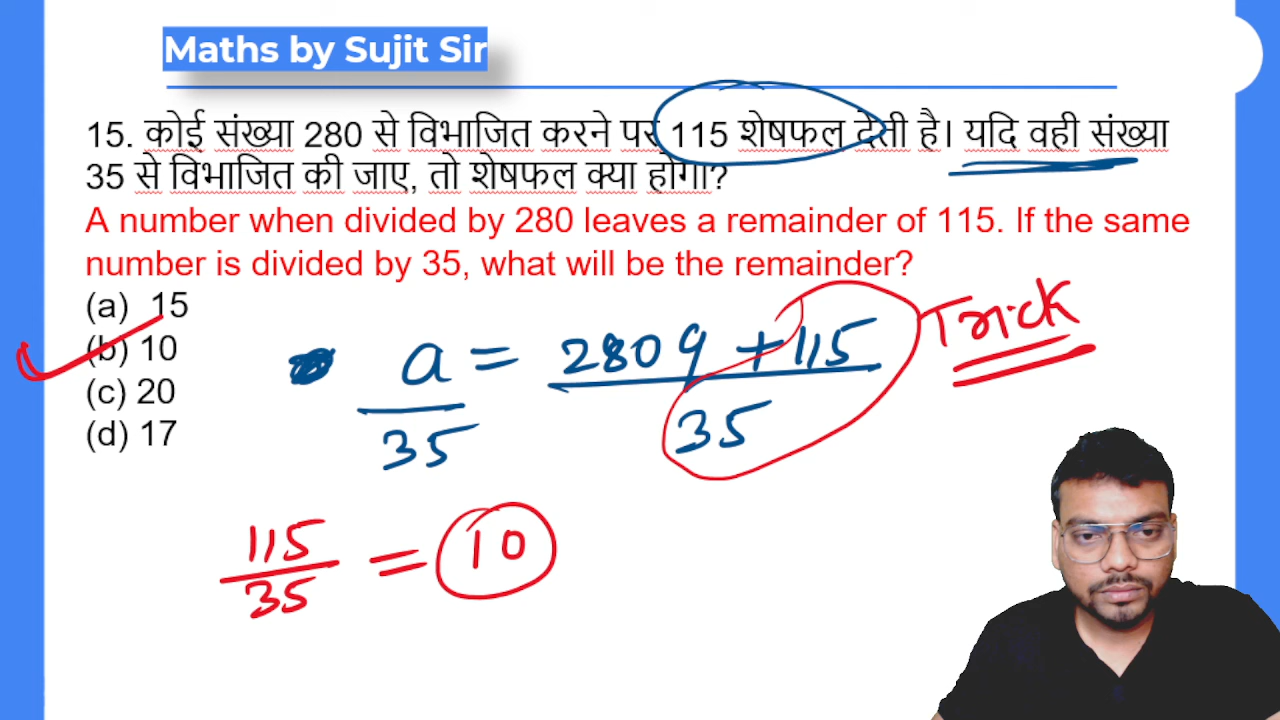 Maths by Sujit Sir
15. कोई संख्या 280 से विभाजित करने पर 115 शेषफल देती है। यदि वही संख्या
35 से विभाजित की जाए, तो शेषफल क्या होगा?
A number when divided by 280 leaves a remainder of 115. If the same
number is divided by 35, what will be the remainder?
(a) 15
(b) 10
(c) 20
(d) 17
a = 280q + 115
35 35
Trick
115
35
= 10